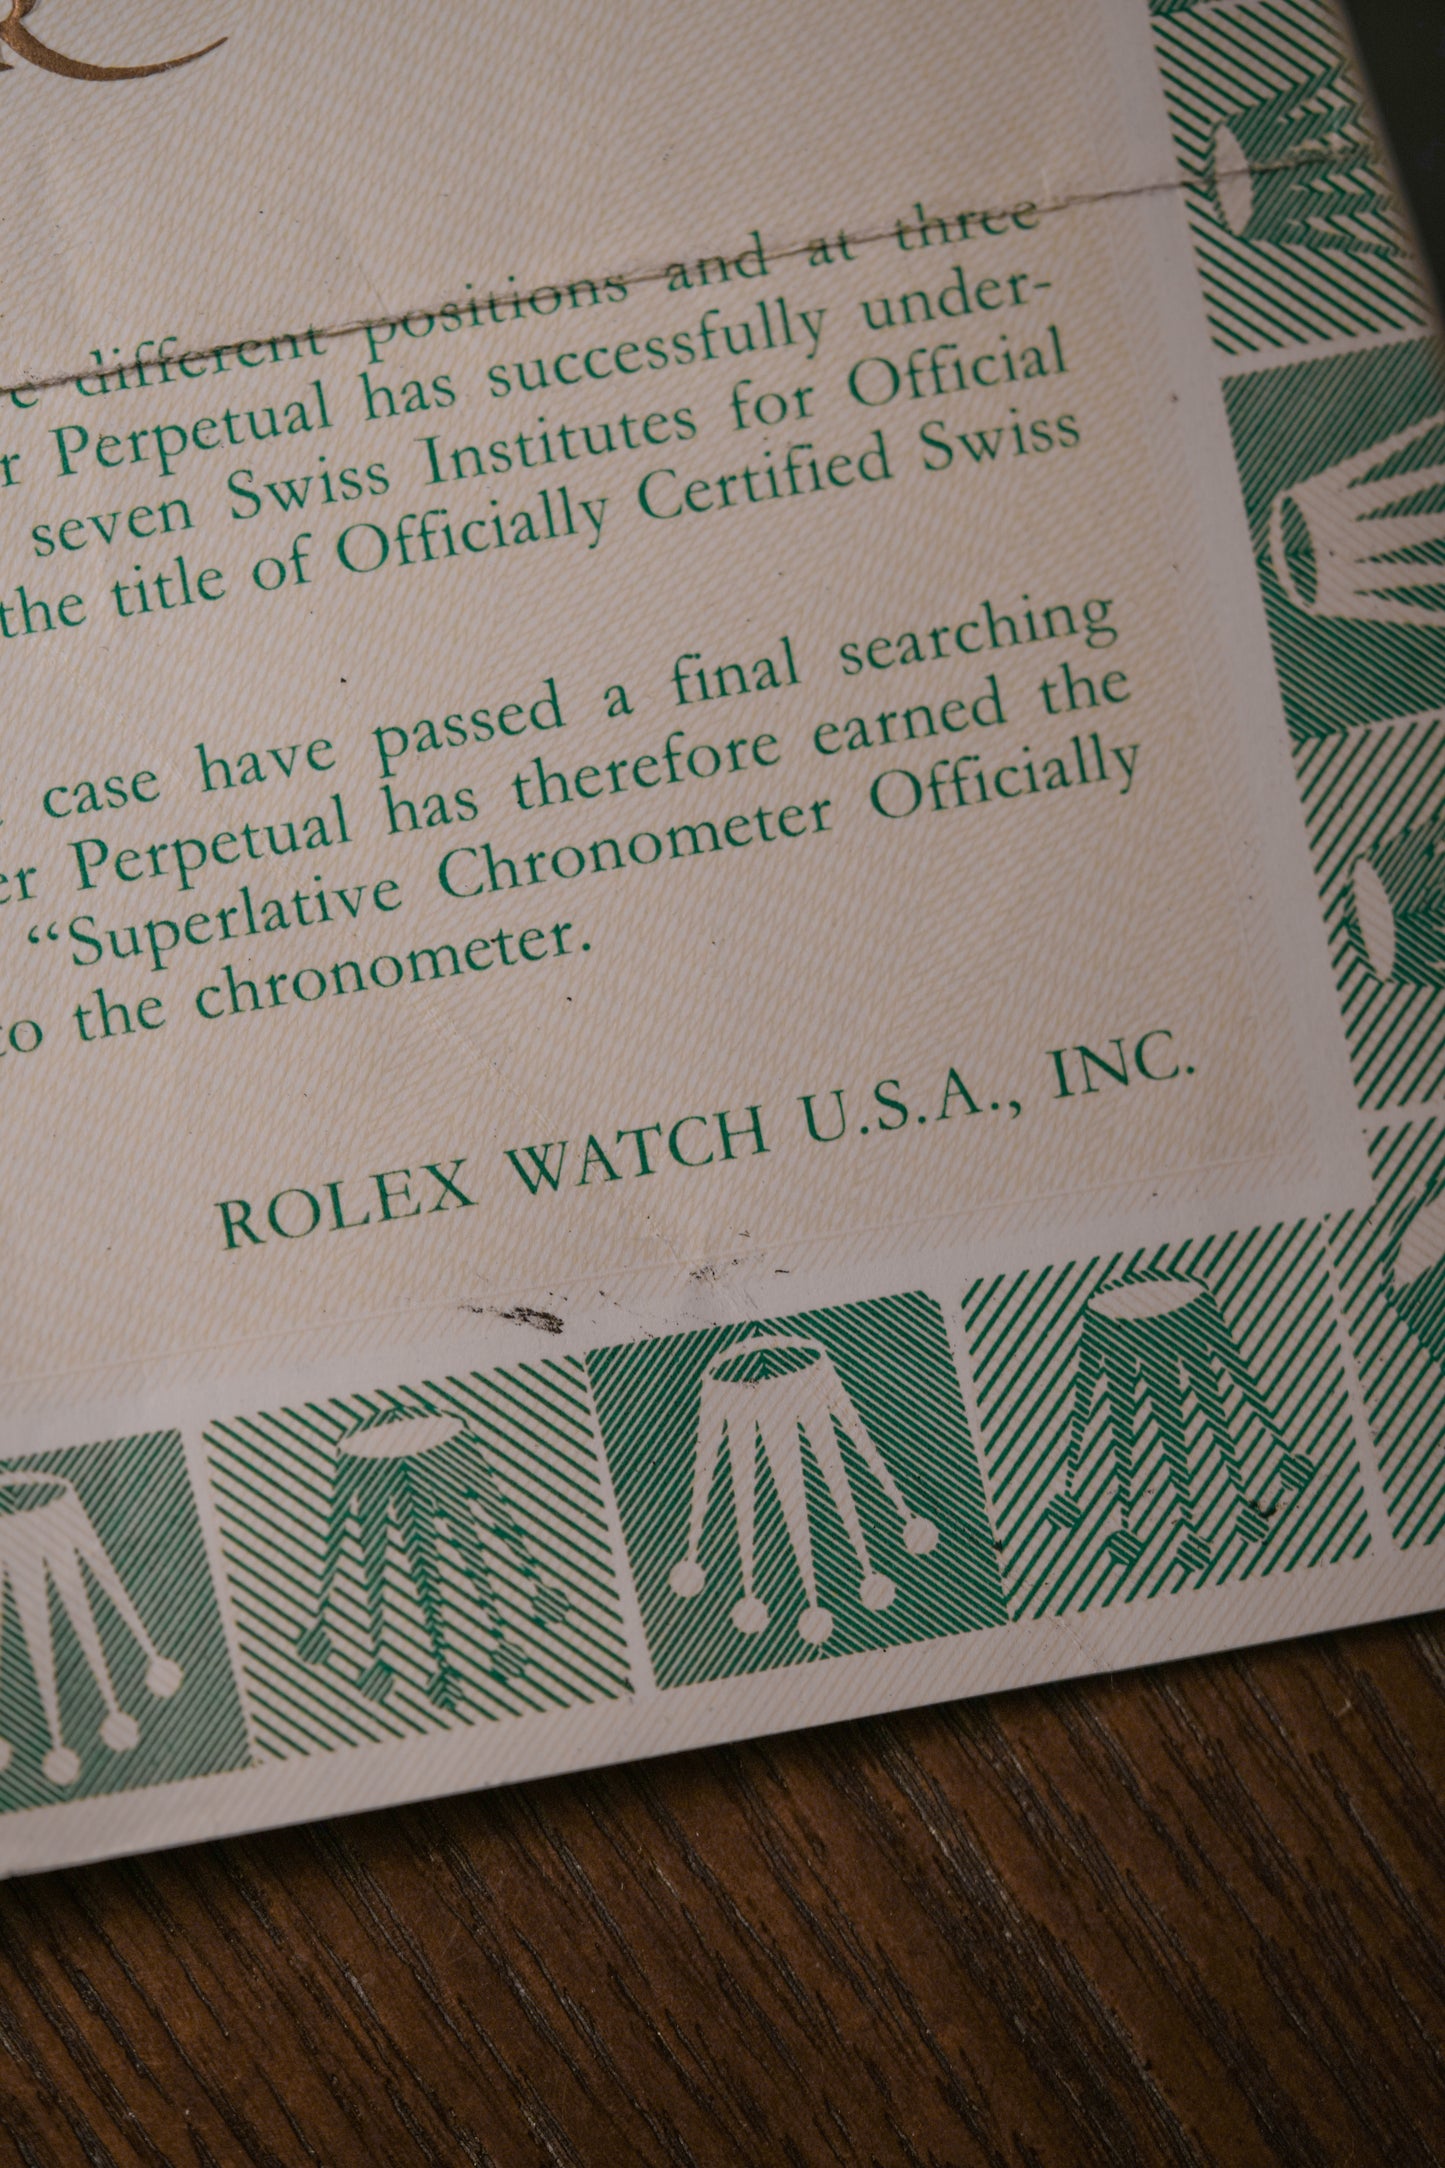 R
different positions and at three
r Perpetual has successfully under-
seven Swiss Institutes for Official
the title of Officially Certified Swiss
case have passed a final searching
er Perpetual has therefore earned the
“Superlative Chronometer Officially
to the chronometer.
ROLEX WATCH U.S.A., INC.